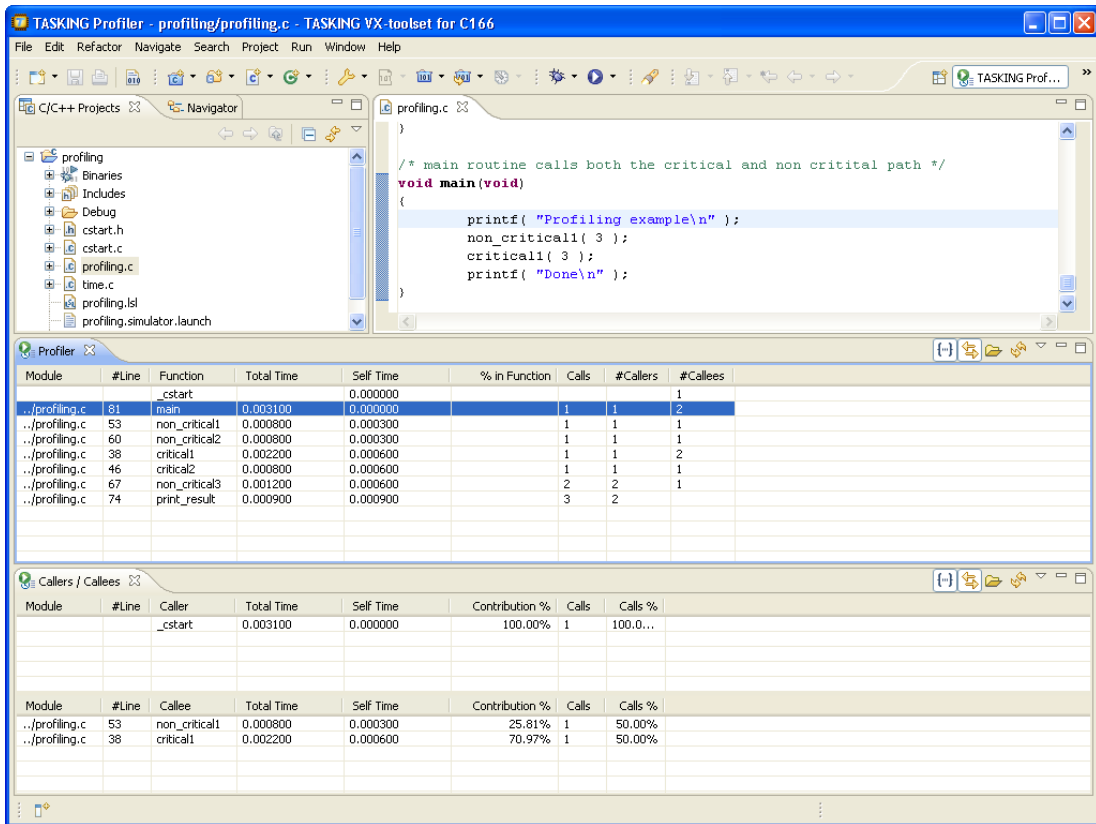 TASKING Profiler - profiling/profiling.c - TASKING VX-toolset for C166
File Edit Refactor Navigate Search Project Run Window Help
TASKING Prof... »
C/C++ Projects Navigator
profiling
Binaries
Includes
Debug
cstart.h
cstart.c
profiling.c
time.c
profiling.lsl
profiling.simulator.launch
profiling.c
}
/* main routine calls both the critical and non critital path */
void main(void)
{
printf( "Profiling example\n" );
non_critical1( 3 );
critical1( 3 );
printf( "Done\n" );
}
Profiler
Module #Line Function Total Time Self Time % in Function Calls #Callers #Callees
_cstart 0.000000 1
../profiling.c 81 main 0.003100 0.000000 1 1 2
../profiling.c 53 non_critical1 0.000800 0.000300 1 1 1
../profiling.c 60 non_critical2 0.000800 0.000300 1 1 1
../profiling.c 38 critical1 0.002200 0.000600 1 1 2
../profiling.c 46 critical2 0.000800 0.000600 1 1 1
../profiling.c 67 non_critical3 0.001200 0.000600 2 2 1
../profiling.c 74 print_result 0.000900 0.000900 3 2
Callers / Callees
Module #Line Caller Total Time Self Time Contribution % Calls Calls %
_cstart 0.003100 0.000000 100.00% 1 100.0...
Module #Line Callee Total Time Self Time Contribution % Calls Calls %
../profiling.c 53 non_critical1 0.000800 0.000300 25.81% 1 50.00%
../profiling.c 38 critical1 0.002200 0.000600 70.97% 1 50.00%